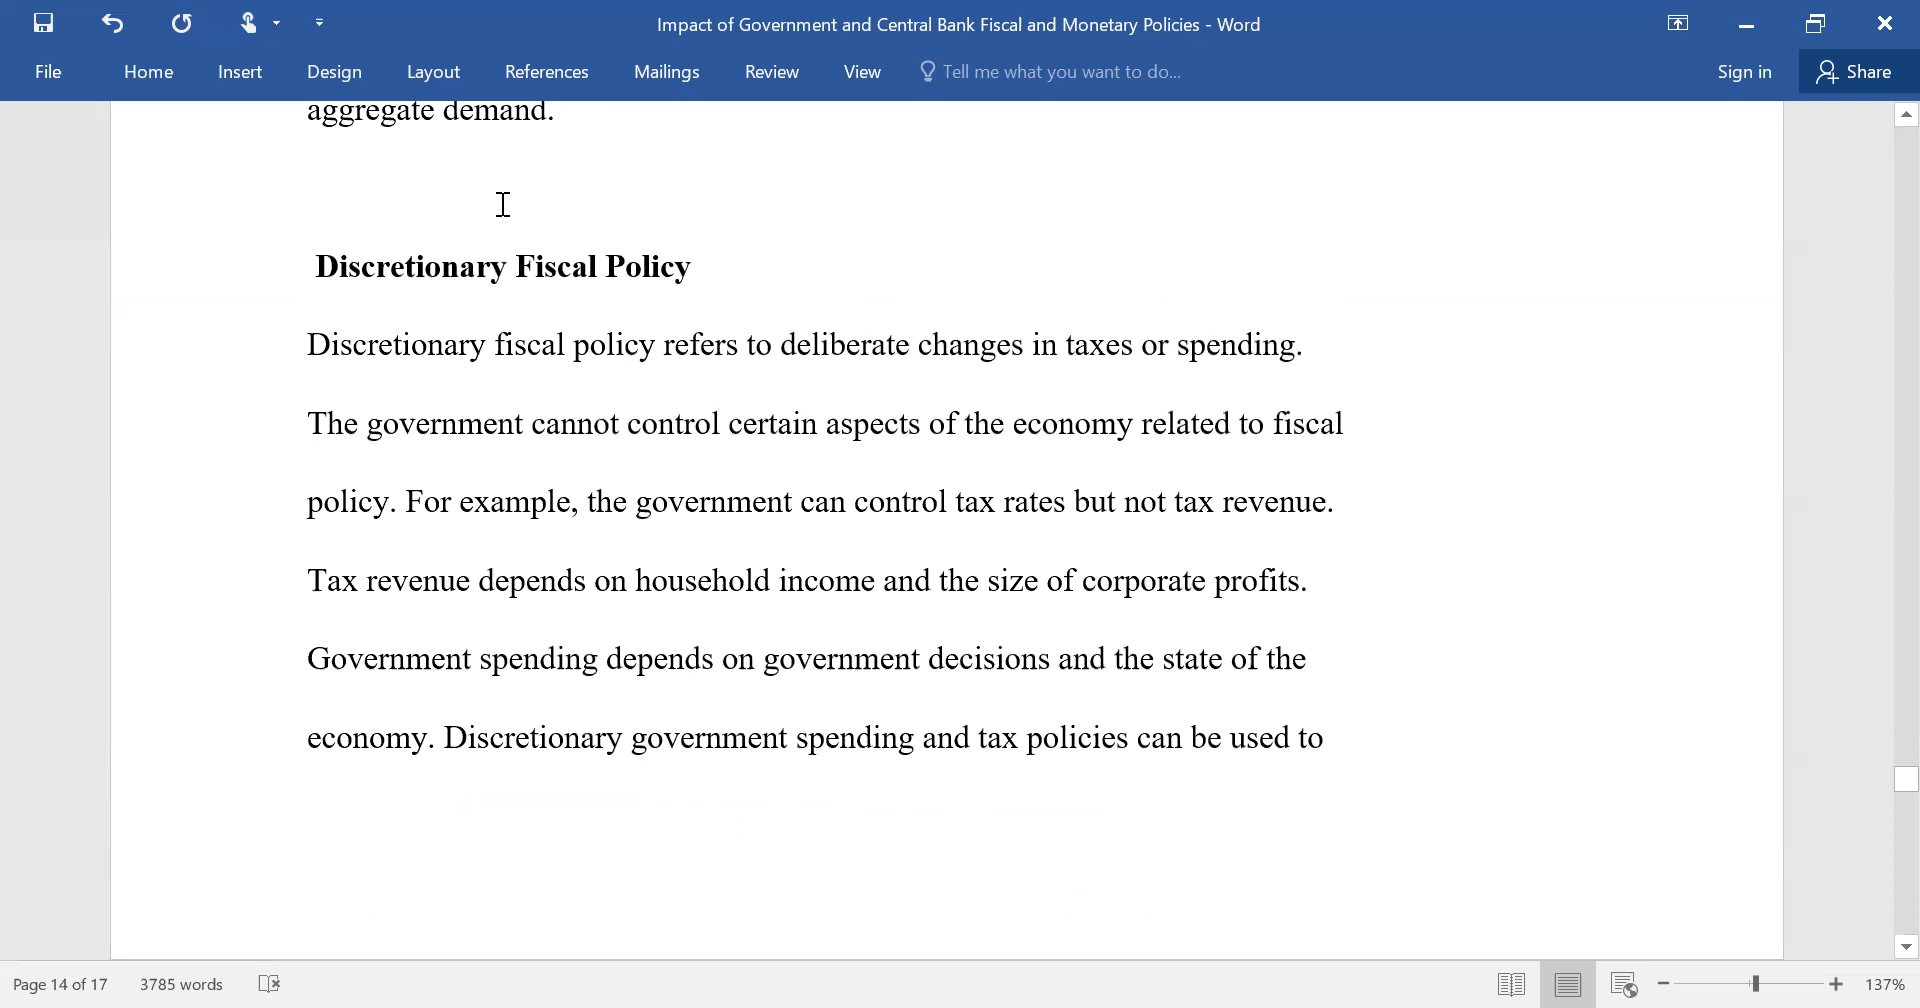 Impact of Government and Central Bank Fiscal and Monetary Policies - Word
File Home Insert Design Layout References Mailings Review View Tell me what you want to do... Sign in Share
aggregate demand.
Discretionary Fiscal Policy
Discretionary fiscal policy refers to deliberate changes in taxes or spending.
The government cannot control certain aspects of the economy related to fiscal
policy. For example, the government can control tax rates but not tax revenue.
Tax revenue depends on household income and the size of corporate profits.
Government spending depends on government decisions and the state of the
economy. Discretionary government spending and tax policies can be used to
Page 14 of 17 3785 words 137%